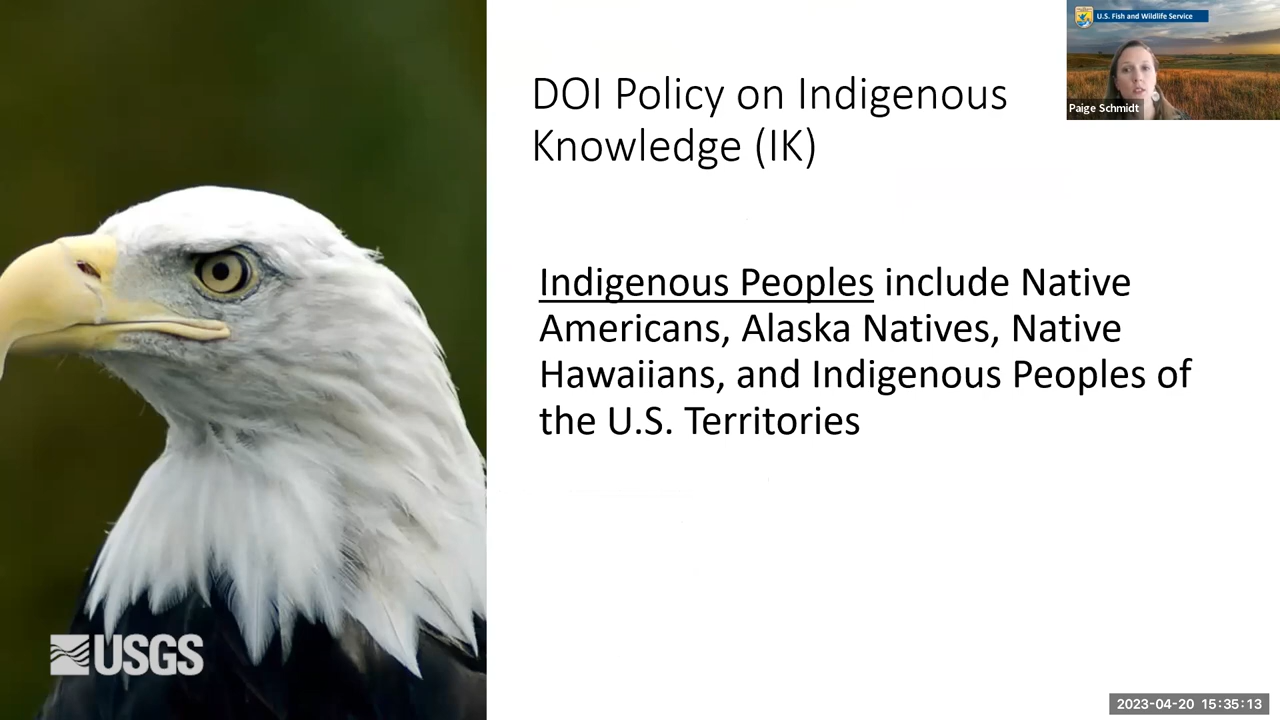 U.S. Fish and Wildlife Service
Paige Schmidt
DOI Policy on Indigenous
Knowledge (IK)
Indigenous Peoples include Native
Americans, Alaska Natives, Native
Hawaiians, and Indigenous Peoples of
the U.S. Territories
USGS
2023-04-20 15:35:13